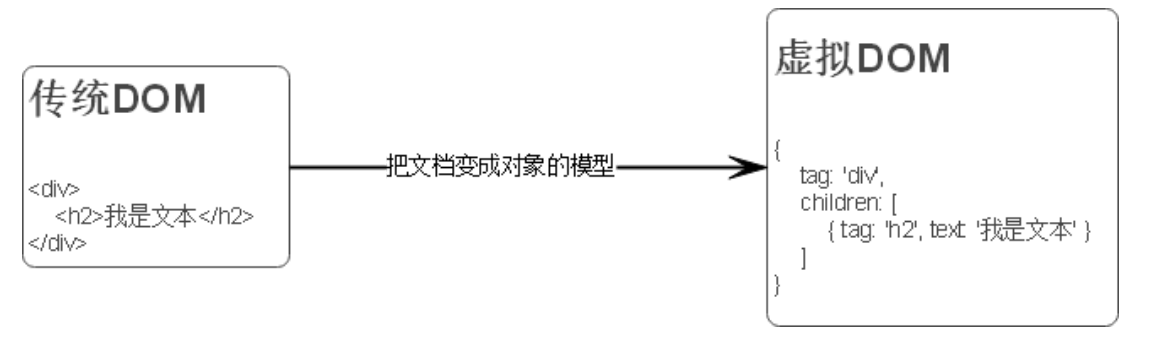 传统DOM
<div>
<h2>我是文本</h2>
</div>
把文档变成对象的模型
虚拟DOM
{
tag: 'div',
children: [
{ tag: 'h2', text: '我是文本' }
]
}